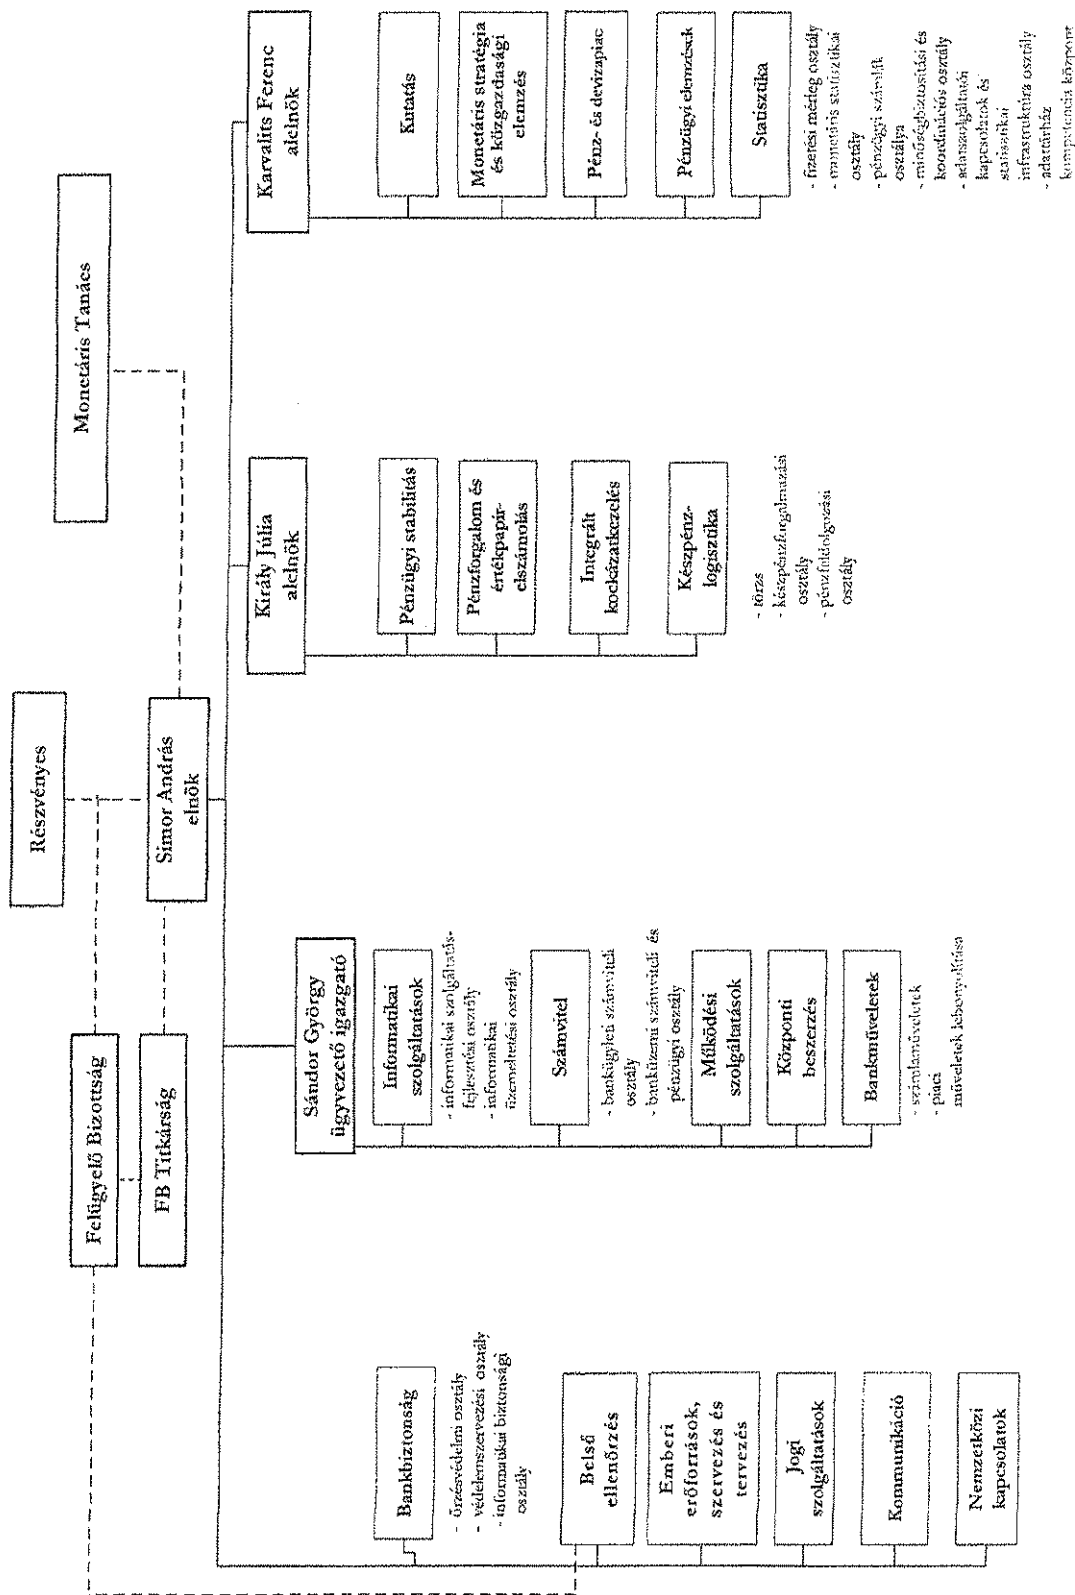 Részvényes
Monetáris Tanács
Felügyelő Bizottság
FB Titkárság
Simor András
elnök
Bankbiztonság
- őrzésvédelmi osztály
- védelemszervezési osztály
- informatikai biztonsági
osztály
Belső
ellenőrzés
Emberi
erőforrások,
szervezés és
tervezés
Jogi
szolgáltatások
Kommunikáció
Nemzetközi
kapcsolatok
Sándor György
ügyvezető igazgató
Informatikai
szolgáltatások
- informatikai szolgáltatás-
fejlesztési osztály
- informatikai
üzemeltetési osztály
Számvitel
- bankügyleti számviteli
osztály
- banküzemi számviteli és
pénzügyi osztály
Működési
szolgáltatások
Központi
beszerzés
Bankműveletek
- számlaműveletek
- piaci
műveletek lebonyolítása
Király Júlia
alelnök
Pénzügyi stabilitás
Pénzforgalom és
értékpapír-
elszámolás
Integrált
kockázatkezelés
Készpénz-
logisztika
- törzs
- készpénzforgalmazási
osztály
- pénzfeldolgozási
osztály
Karvalits Ferenc
alelnök
Kutatás
Monetáris stratégia
és közgazdasági
elemzés
Pénz- és devizapiac
Pénzügyi elemzések
Statisztika
- fizetési mérleg osztály
- monetáris statisztikai
osztály
- pénzügyi számlák
osztálya
- minőségbiztosítási és
koordinációs osztály
- adatszolgáltatói
kapcsolatok és
statisztikai
infrastruktúra osztály
- adattárház
kompetencia központ